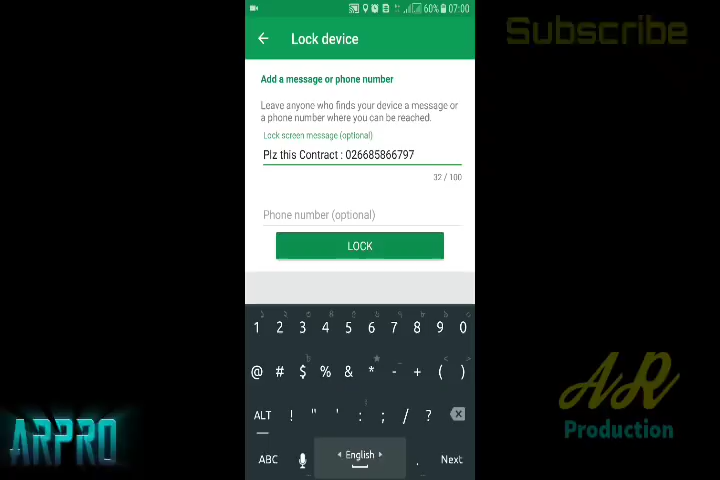 60% 07:00
Subscribe
Lock device
Add a message or phone number
Leave anyone who finds your device a message or
a phone number where you can be reached.
Lock screen message (optional)
Plz this Contract : 026685866797
32 / 100
Phone number (optional)
LOCK
1 2 3 4 5 6 7 8 9 0
@ # $ % & * - + ( )
ALT ! " ' : ; / ?
ABC English . Next
AR
Production
ARPRO